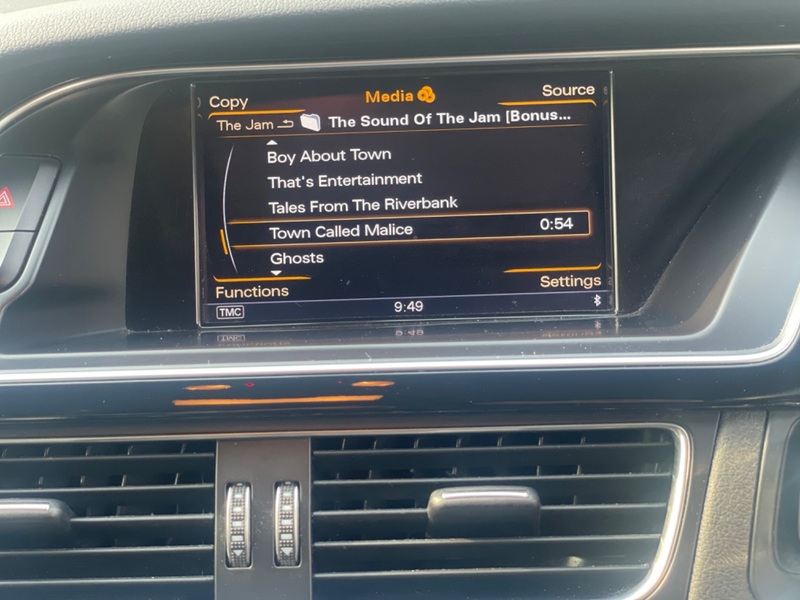 Copy Media Source
The Jam The Sound Of The Jam [Bonus...
Boy About Town
That's Entertainment
Tales From The Riverbank
Town Called Malice 0:54
Ghosts
Functions Settings
TMC 9:49